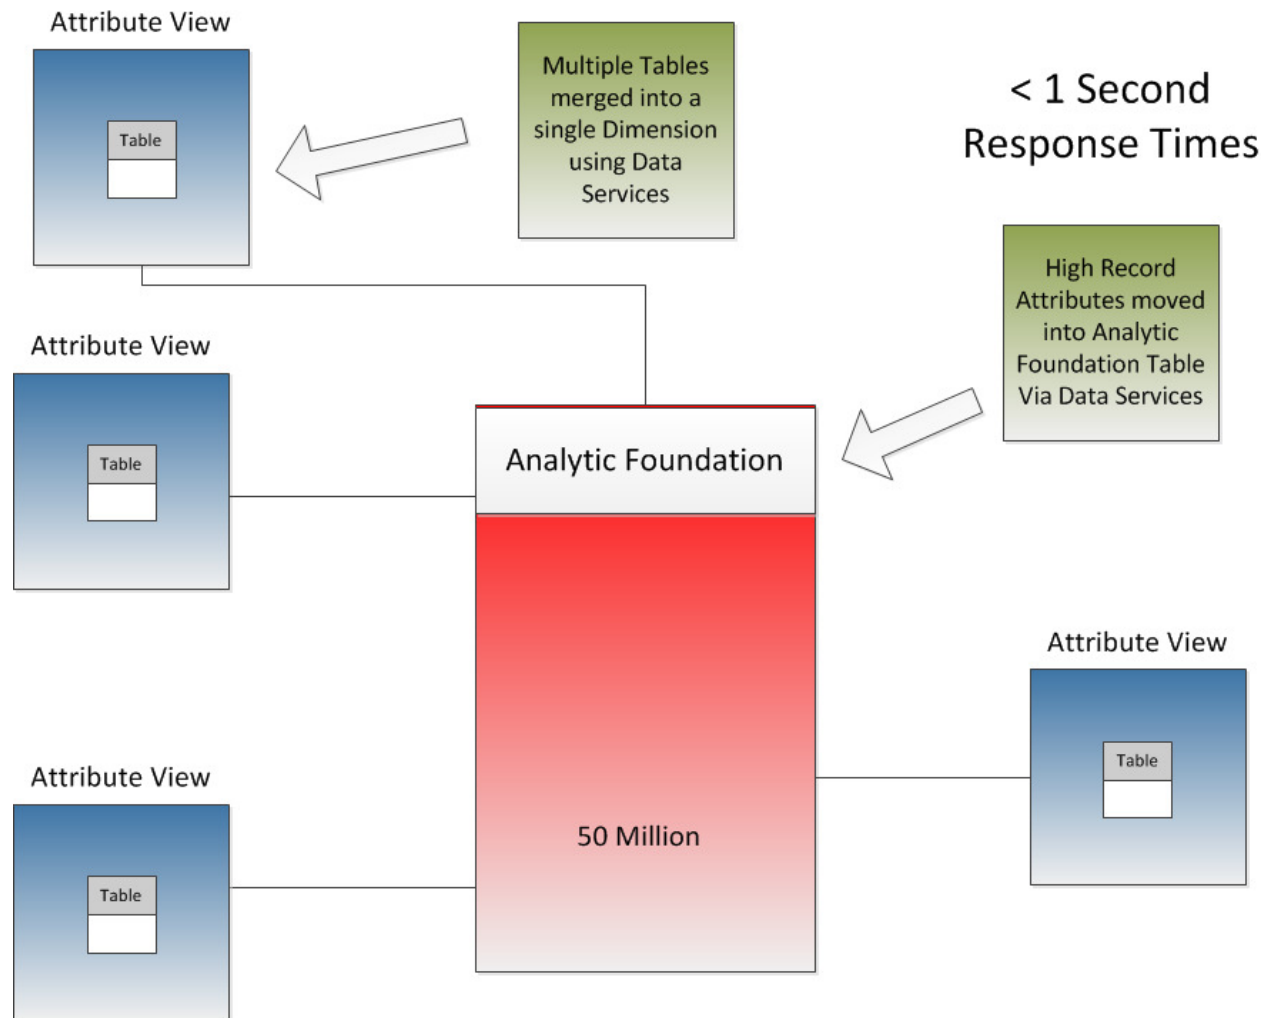 Attribute View
Table
Multiple Tables
merged into a
single Dimension
using Data
Services
< 1 Second
Response Times
High Record
Attributes moved
into Analytic
Foundation Table
Via Data Services
Attribute View
Table
Analytic Foundation
50 Million
Attribute View
Table
Attribute View
Table